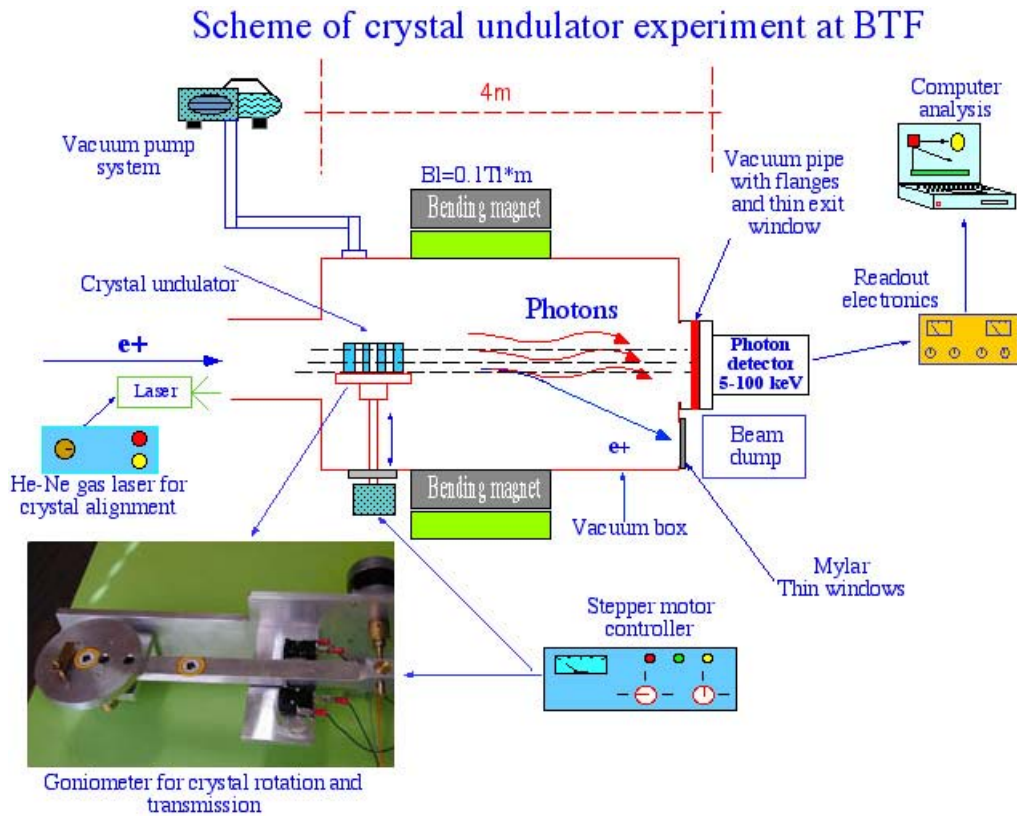 Scheme of crystal undulator experiment at BTF
4m
Computer
analysis
Vacuum pump
system
Bl=0.1Tl*m
Bending magnet
Vacuum pipe
with flanges
and thin exit
window
Crystal undulator
Photons
Readout
electronics
e+
Laser
Photon
detector
5-100 keV
e+
Beam
dump
He-Ne gas laser for
crystal alignment
Bending magnet
Vacuum box
Mylar
Thin windows
Stepper motor
controller
Goniometer for crystal rotation and
transmission